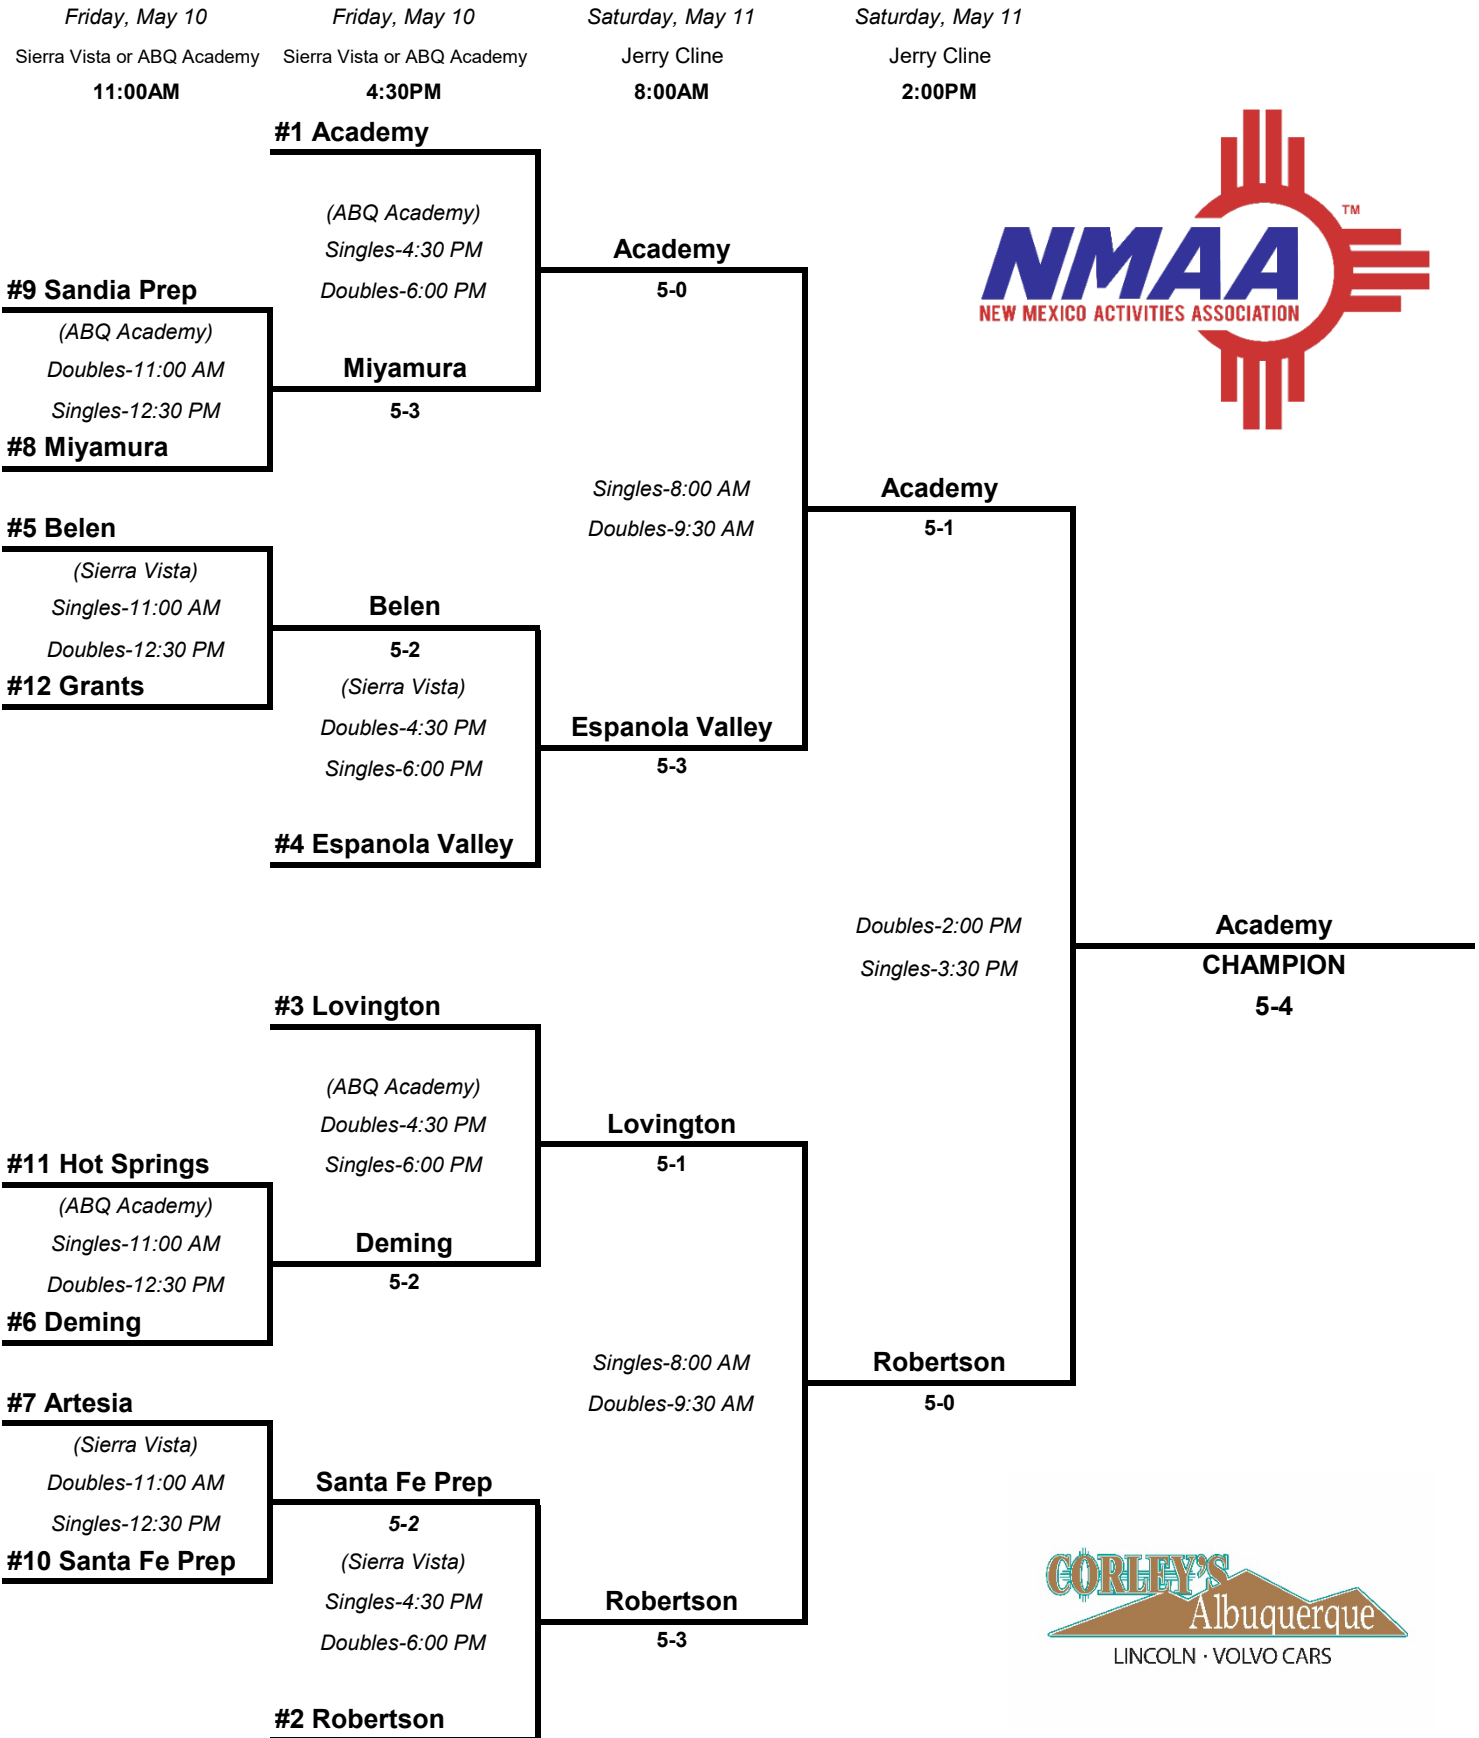 Friday, May 10 Friday, May 10 Saturday, May 11 Saturday, May 11
Sierra Vista or ABQ Academy Sierra Vista or ABQ Academy Jerry Cline Jerry Cline
11:00AM 4:30PM 8:00AM 2:00PM
#1 Academy
(ABQ Academy)
Singles-4:30 PM
Doubles-6:00 PM
Academy
5-0
#9 Sandia Prep
(ABQ Academy)
Doubles-11:00 AM
Singles-12:30 PM
#8 Miyamura
Miyamura
5-3
NMAA
TM
NEW MEXICO ACTIVITIES ASSOCIATION
Singles-8:00 AM
Doubles-9:30 AM
Academy
5-1
#5 Belen
(Sierra Vista)
Singles-11:00 AM
Doubles-12:30 PM
#12 Grants
Belen
5-2
(Sierra Vista)
Doubles-4:30 PM
Singles-6:00 PM
Espanola Valley
5-3
#4 Espanola Valley
Doubles-2:00 PM
Singles-3:30 PM
Academy
CHAMPION
5-4
#3 Lovington
(ABQ Academy)
Doubles-4:30 PM
Singles-6:00 PM
Lovington
5-1
#11 Hot Springs
(ABQ Academy)
Singles-11:00 AM
Doubles-12:30 PM
#6 Deming
Deming
5-2
Singles-8:00 AM
Doubles-9:30 AM
Robertson
5-0
#7 Artesia
(Sierra Vista)
Doubles-11:00 AM
Singles-12:30 PM
#10 Santa Fe Prep
Santa Fe Prep
5-2
(Sierra Vista)
Singles-4:30 PM
Doubles-6:00 PM
Robertson
5-3
#2 Robertson
CORLEY'S
Albuquerque
LINCOLN · VOLVO CARS